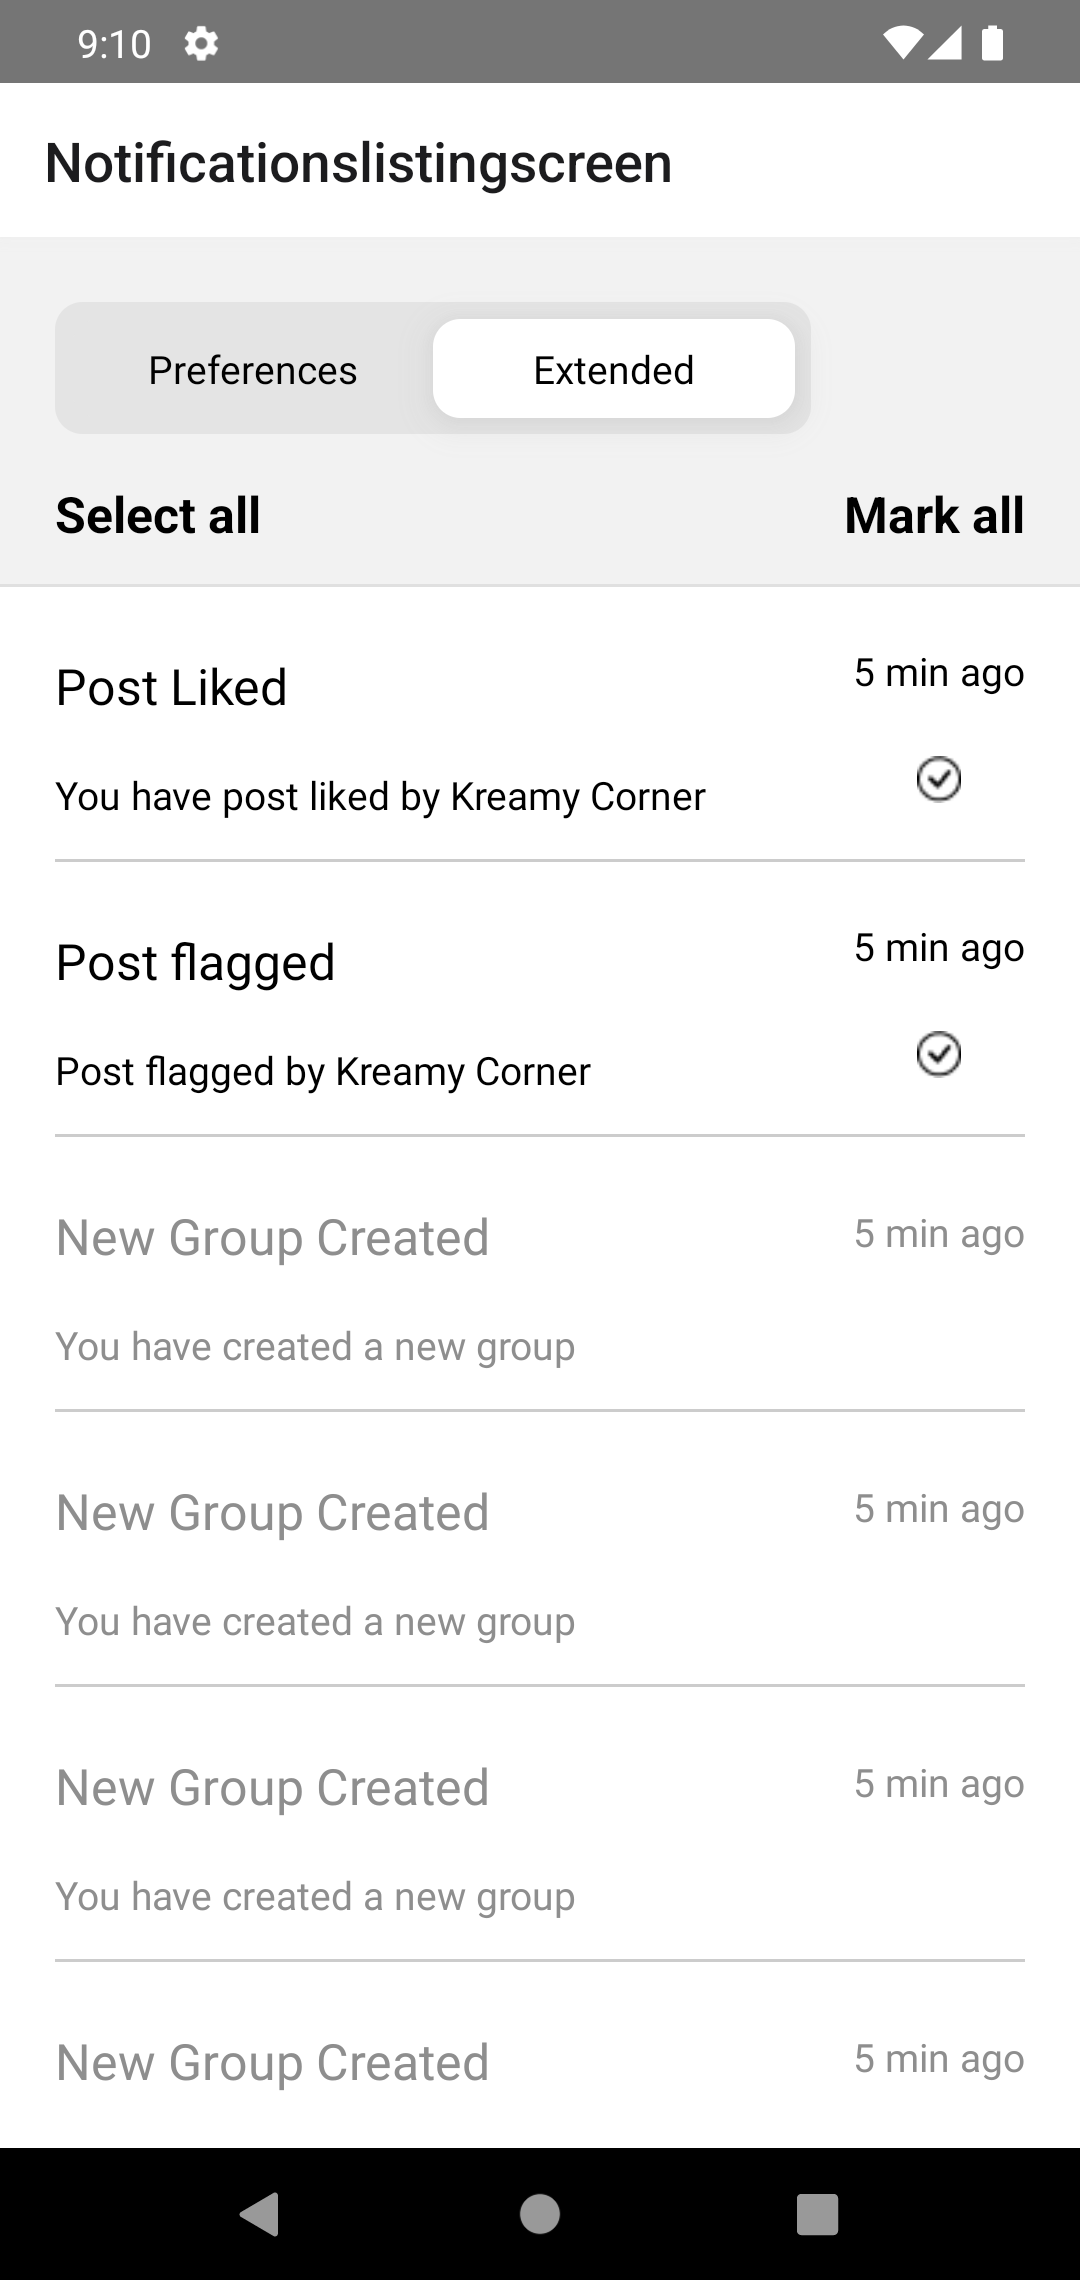 9:10
Notificationslistingscreen
Preferences Extended
Select all Mark all
Post Liked 5 min ago
You have post liked by Kreamy Corner
Post flagged 5 min ago
Post flagged by Kreamy Corner
New Group Created 5 min ago
You have created a new group
New Group Created 5 min ago
You have created a new group
New Group Created 5 min ago
You have created a new group
New Group Created 5 min ago